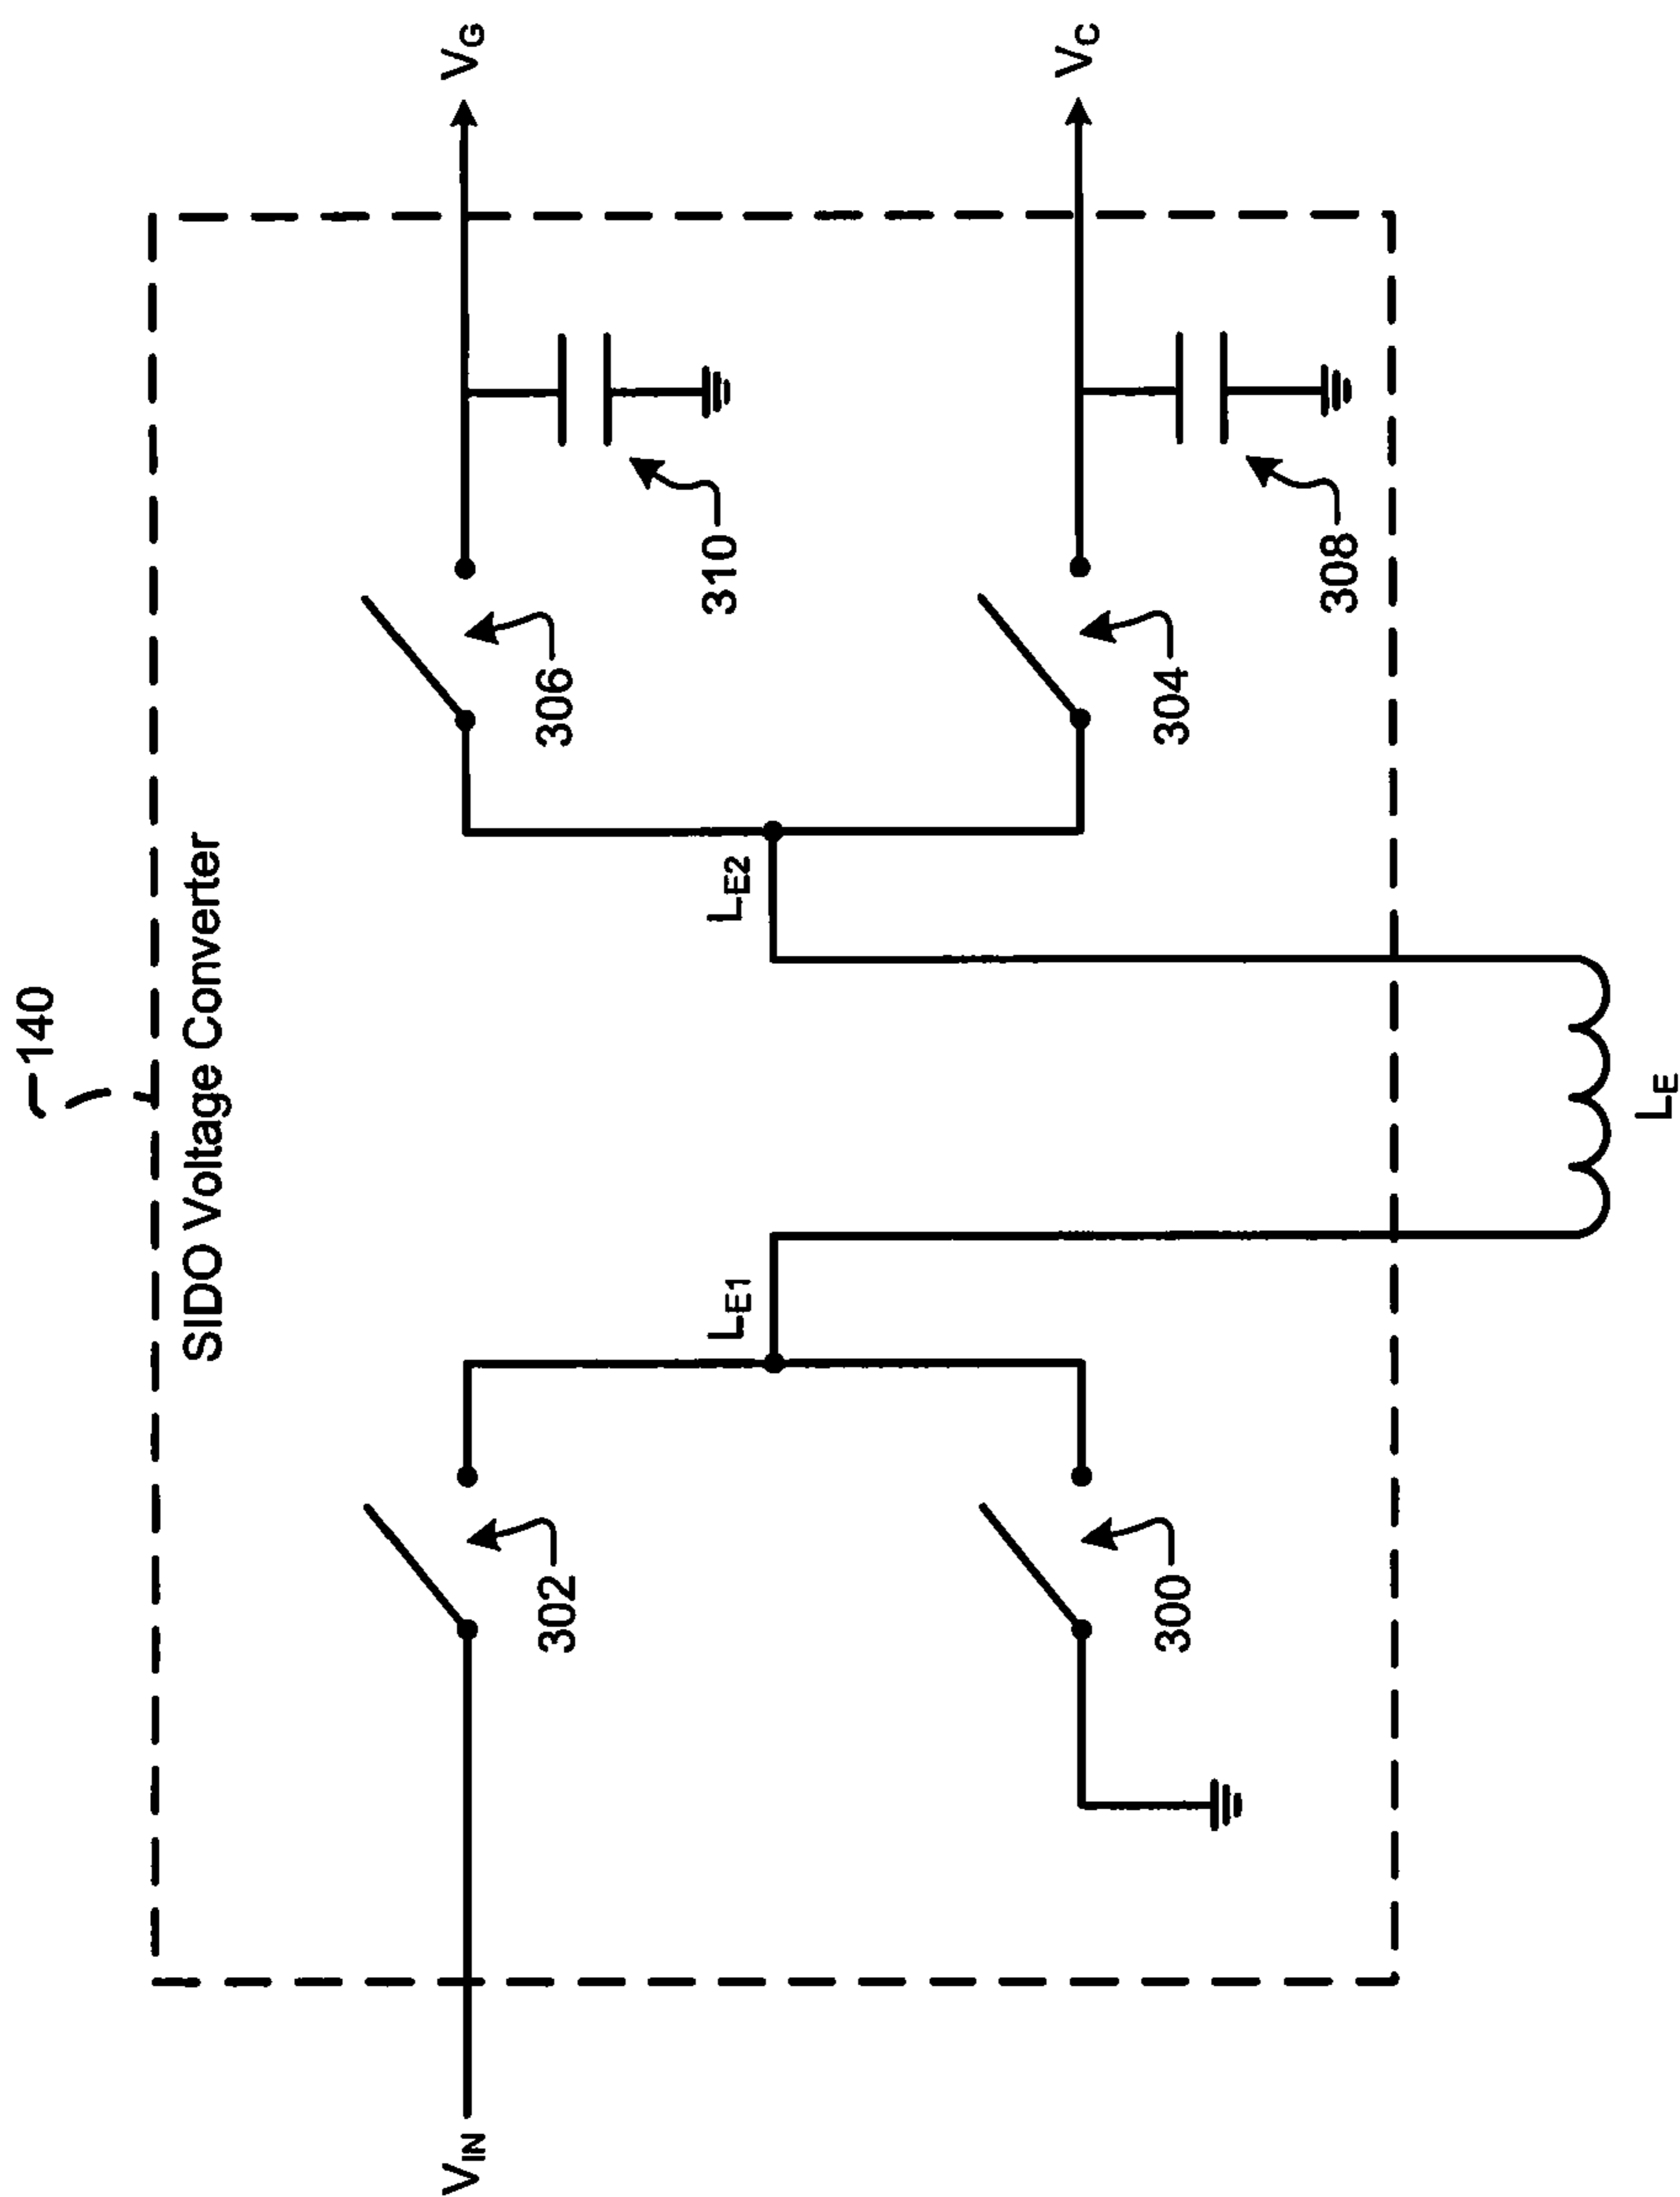 140
SIDO Voltage Converter
VIN
302
300
LE1
LE2
306
304
310
308
VG
VC
LE